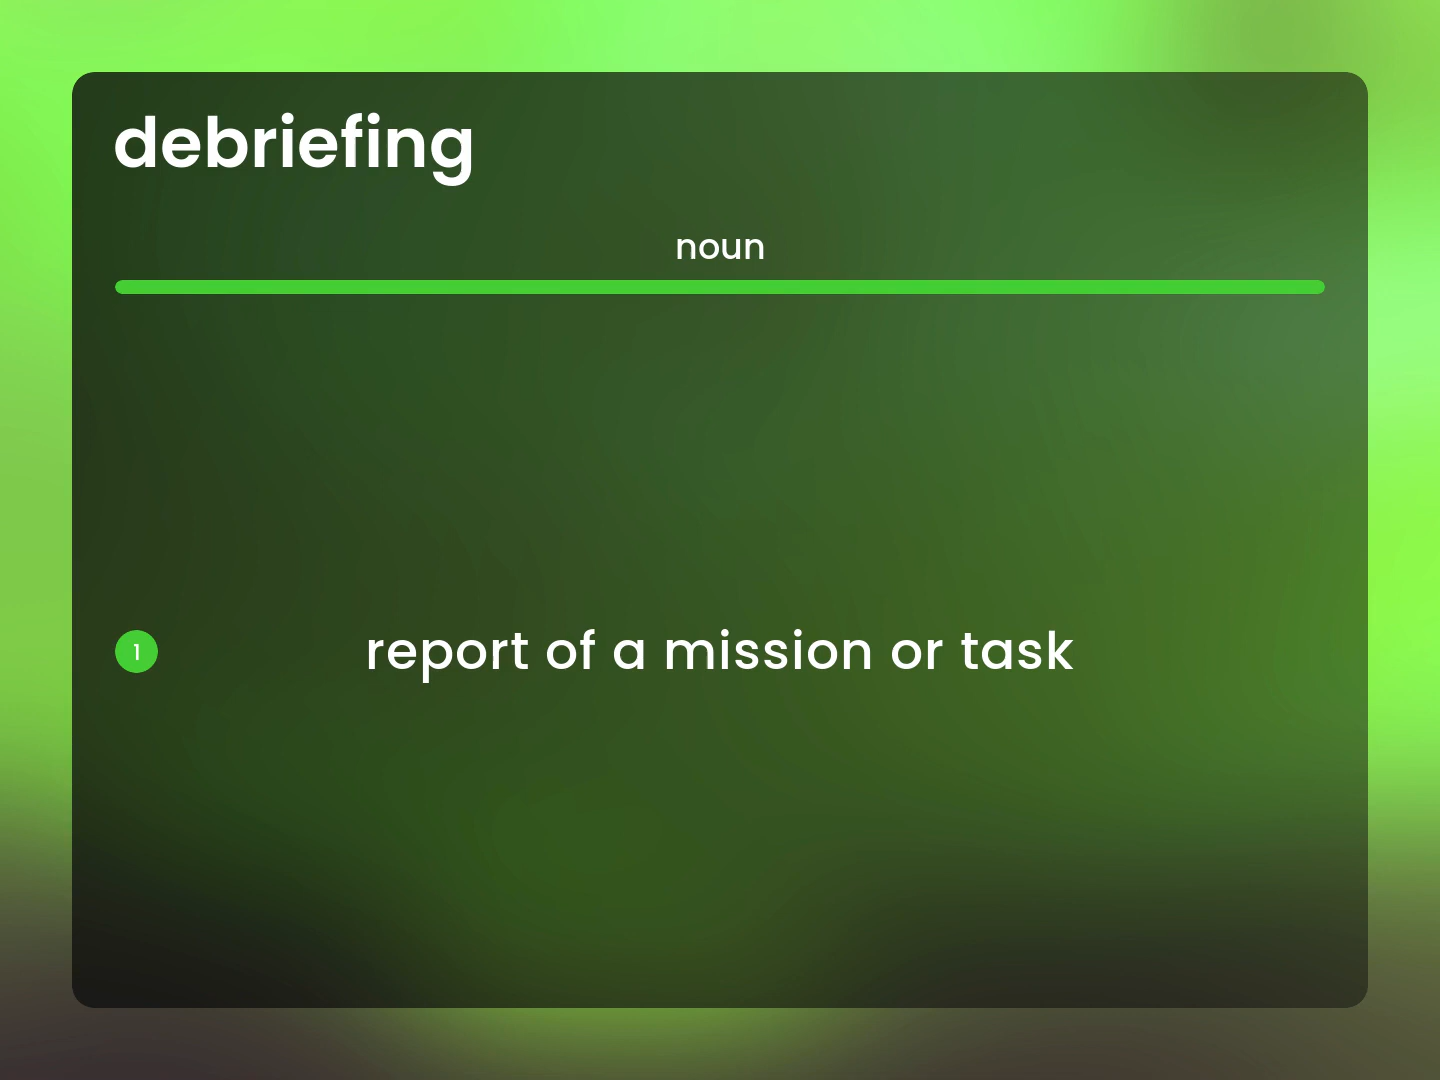 debriefing
noun
1
report of a mission or task